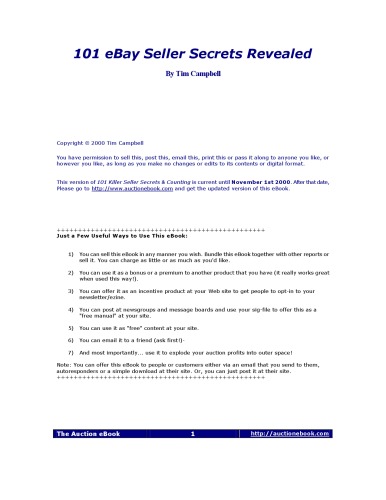 101 eBay Seller Secrets Revealed
By Tim Campbell
Copyright © 2000 Tim Campbell
You have permission to sell this, post this, email this, print this or pass it along to anyone you like, or
however you like, as long as you make no changes or edits to its contents or digital format.
This version of 101 Killer Seller Secrets & Counting is current until November 1st 2000. After that date,
Please go to http://www.auctionebook.com and get the updated version of this eBook.
++++++++++++++++++++++++++++++++++++++++++++++++++
Just a Few Useful Ways to Use This eBook:
1) You can sell this eBook in any manner you wish. Bundle this eBook together with other reports or
sell it. You can charge as little or as much as you'd like.
2) You can use it as a bonus or a premium to another product that you have (it really works great
when used this way!).
3) You can offer it as an incentive product at your Web site to get people to opt-in to your
newsletter/ezine.
4) You can post at newsgroups and message boards and use your sig-file to offer this as a
"free manual" at your site.
5) You can use it as "free" content at your site.
6) You can email it to a friend (ask first!)·
7) And most importantly... use it to explode your auction profits into outer space!
Note: You can offer this eBook to people or customers either via an email that you send to them,
autoresponders or a simple download at their site. Or, you can just post it at their site.
++++++++++++++++++++++++++++++++++++++++++++++++++
The Auction eBook 1 http://auctionebook.com